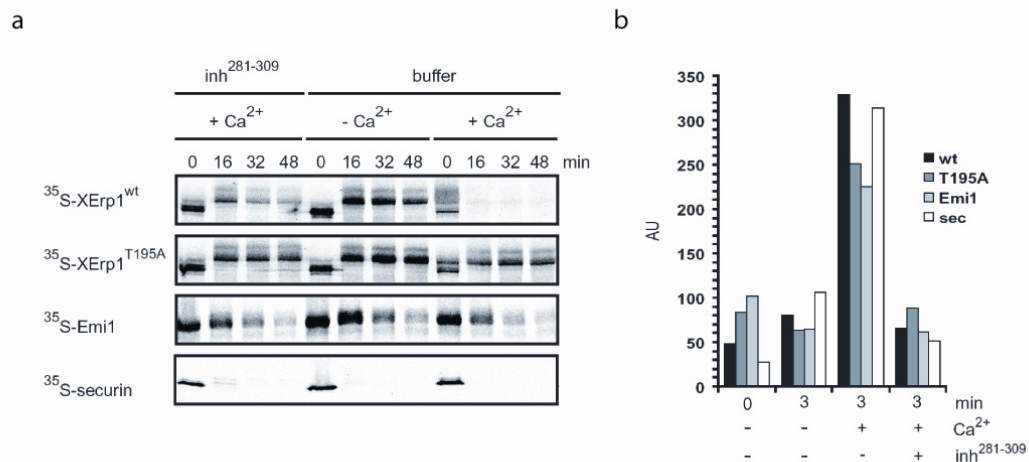 a
inh281-309
buffer
+ Ca2+
- Ca2+
+ Ca2+
0 16 32 48 0 16 32 48 0 16 32 48 min
35S-XErp1wt
35S-XErp1T195A
35S-Emi1
35S-securin
b
350
300
250
200
150
100
50
0
AU
wt
T195A
Emi1
sec
0 3 3 3 min
- - + + Ca2+
- - - + inh281-309